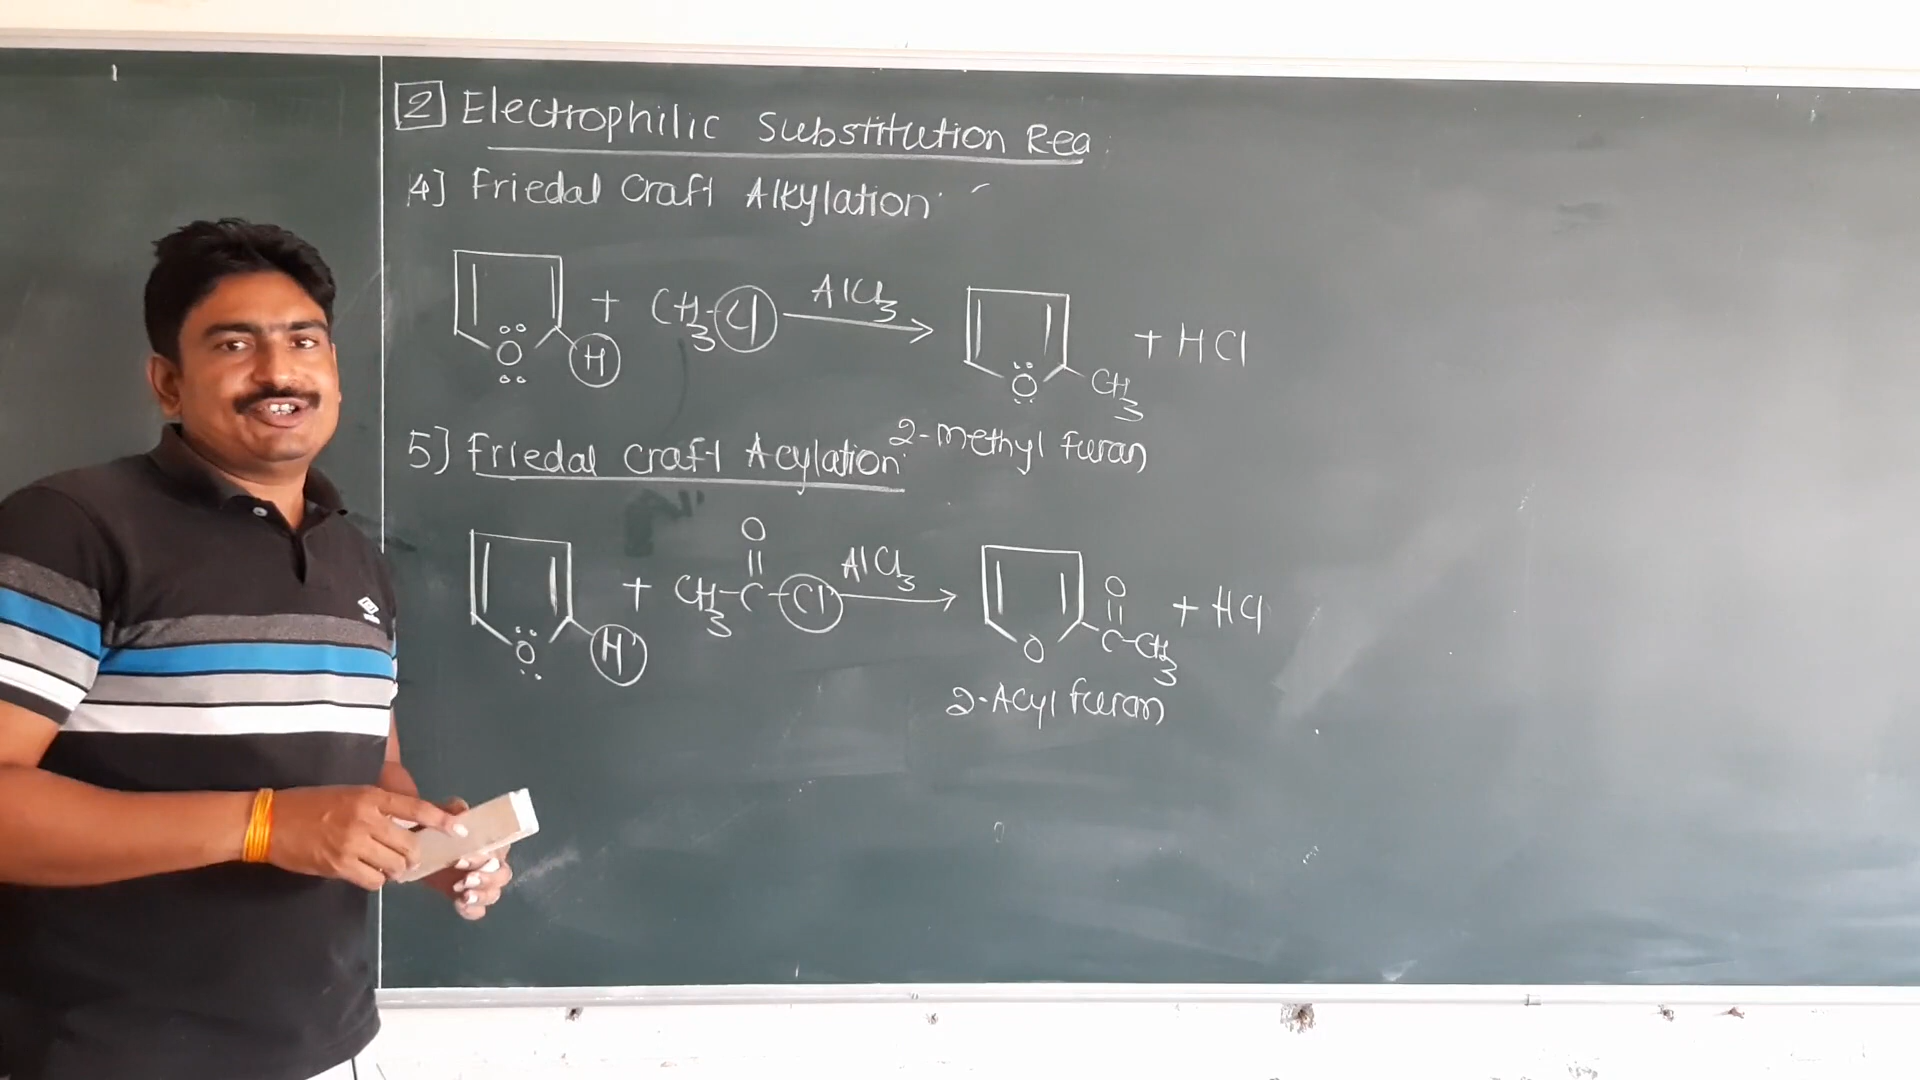 2 Electrophilic Substitution Rea.
4] Friedal Craft Alkylation.
O H + CH3-Cl AlCl3 O CH3 + HCl
2-Methyl Furan
5] Friedal Craft Acylation.
O H + CH3-C-Cl O AlCl3 O C-CH3 O + HCl
2-Acyl Furan